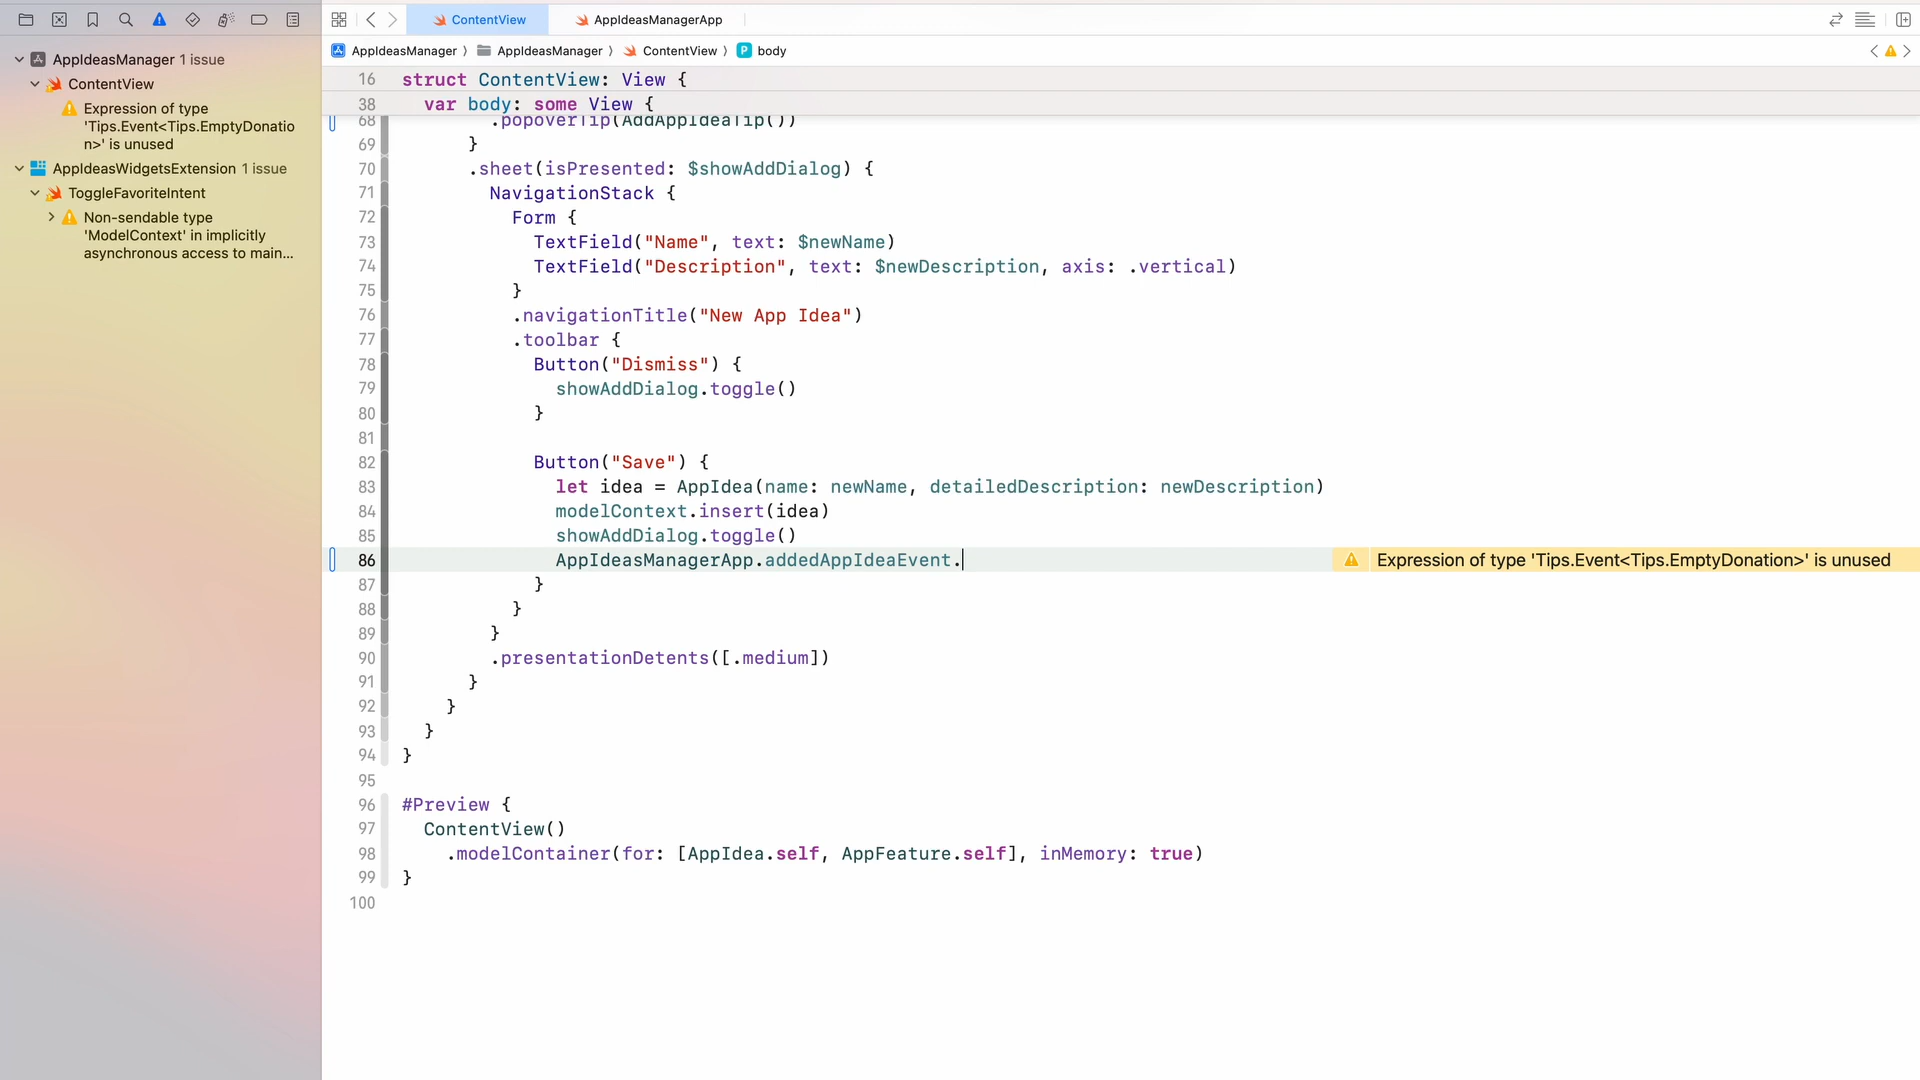 ContentView
AppIdeasManagerApp
AppIdeasManager 1 issue
ContentView
Expression of type
'Tips.Event<Tips.EmptyDonatio
n>' is unused
AppIdeasWidgetsExtension 1 issue
ToggleFavoriteIntent
Non-sendable type
'ModelContext' in implicitly
asynchronous access to main...
AppIdeasManager 〉 AppIdeasManager 〉 ContentView 〉 P body
16 struct ContentView: View {
38 var body: some View {
68 .popoverTip(AddAppIdeaTip())
69 }
70 .sheet(isPresented: $showAddDialog) {
71 NavigationStack {
72 Form {
73 TextField("Name", text: $newName)
74 TextField("Description", text: $newDescription, axis: .vertical)
75 }
76 .navigationTitle("New App Idea")
77 .toolbar {
78 Button("Dismiss") {
79 showAddDialog.toggle()
80 }
81
82 Button("Save") {
83 let idea = AppIdea(name: newName, detailedDescription: newDescription)
84 modelContext.insert(idea)
85 showAddDialog.toggle()
86 AppIdeasManagerApp.addedAppIdeaEvent. Expression of type 'Tips.Event<Tips.EmptyDonation>' is unused
87 }
88 }
89 }
90 .presentationDetents([.medium])
91 }
92 }
93 }
94 }
95
96 #Preview {
97 ContentView()
98 .modelContainer(for: [AppIdea.self, AppFeature.self], inMemory: true)
99 }
100